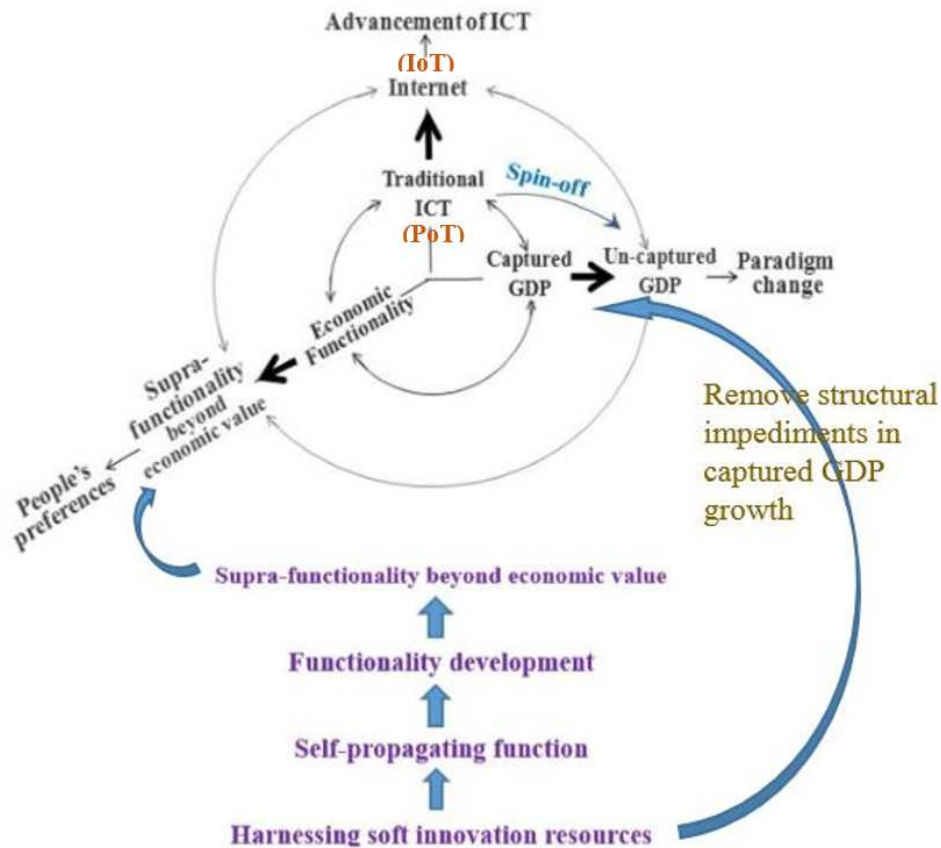 Advancement of ICT
(IoT)
Internet
Traditional
ICT
(PoT)
Spin-off
Captured
GDP
Un-captured
GDP
Paradigm
change
Economic
Functionality
Supra-
functionality
beyond
economic value
People's
preferences
Remove structural
impediments in
captured GDP
growth
Supra-functionality beyond economic value
Functionality development
Self-propagating function
Harnessing soft innovation resources